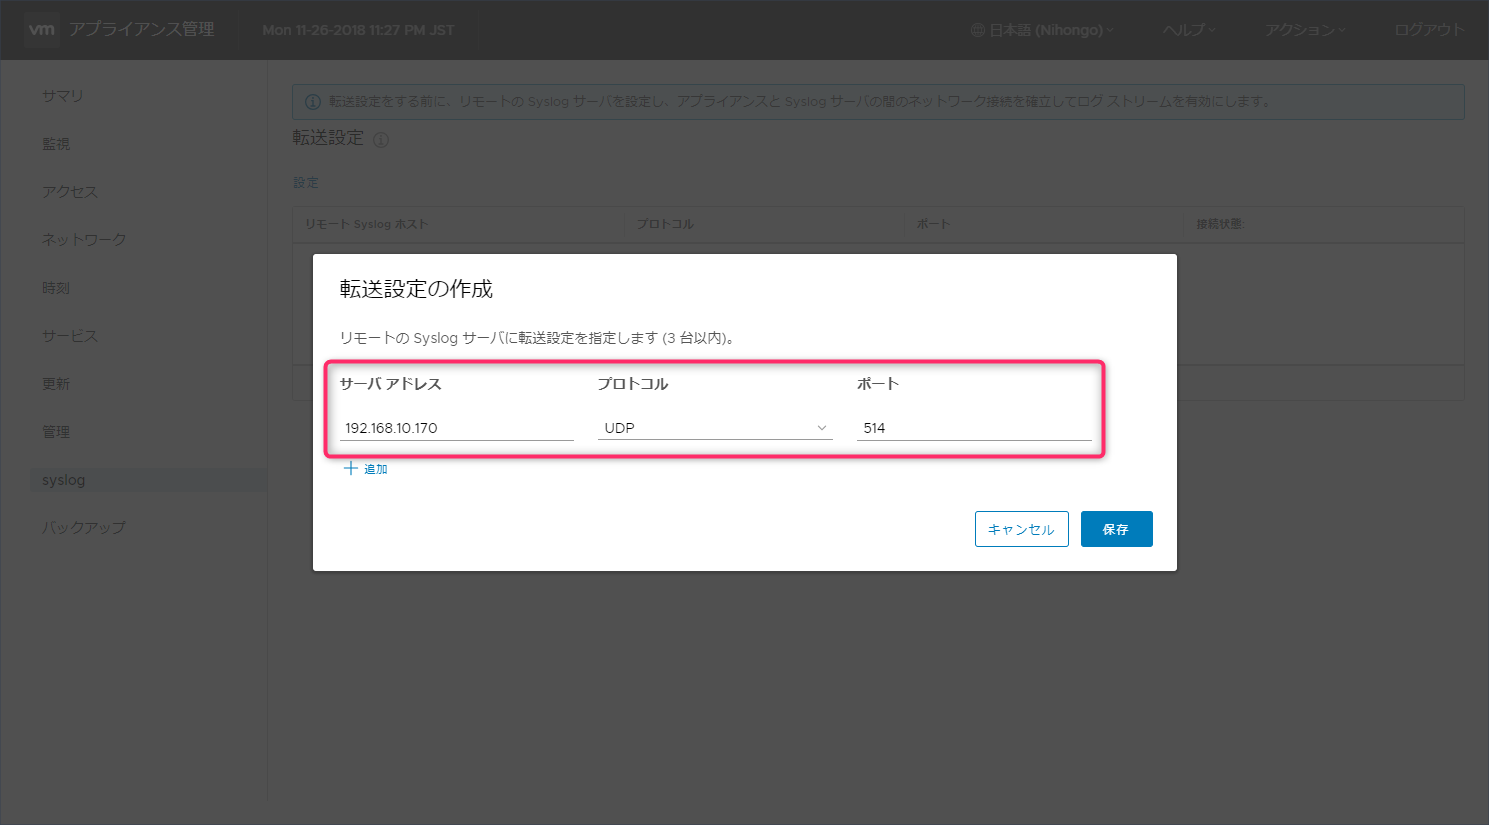 vm アプライアンス管理 Mon 11-26-2018 11:27 PM JST 日本語 (Nihongo) ヘルプ アクション ログアウト
サマリ
監視
アクセス
ネットワーク
時刻
サービス
更新
管理
syslog
バックアップ
転送設定をする前に、リモートの Syslog サーバを設定し、アプライアンスと Syslog サーバの間のネットワーク接続を確立してログ ストリームを有効にします。
転送設定
設定
リモート Syslog ホスト プロトコル ポート 接続状態:
転送設定の作成
リモートの Syslog サーバに転送設定を指定します (3 台以内)。
サーバ アドレス プロトコル ポート
192.168.10.170 UDP 514
追加
キャンセル 保存